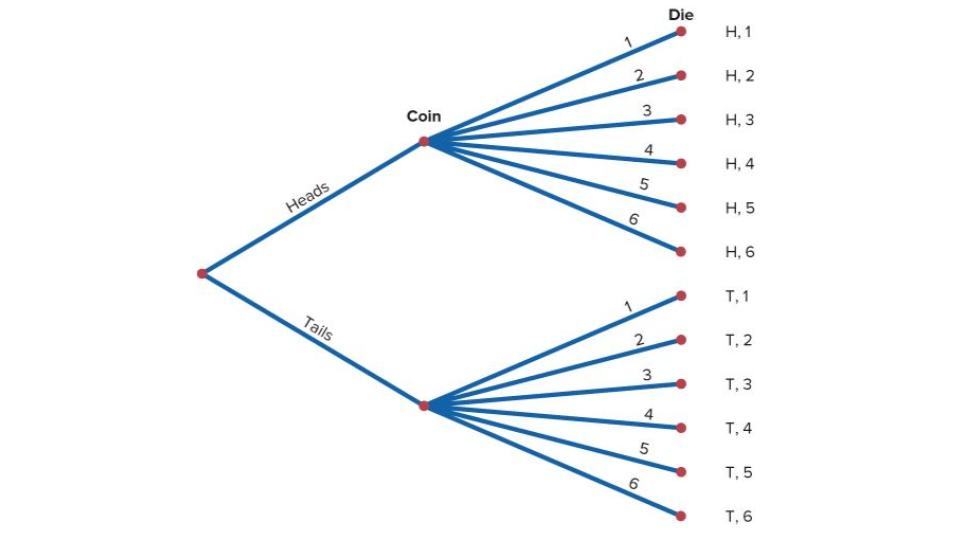 Die
1
H, 1
2
H, 2
Coin
3
H, 3
4
H, 4
Heads
5
H, 5
6
H, 6
Tails
1
T, 1
2
T, 2
3
T, 3
4
T, 4
5
T, 5
6
T, 6